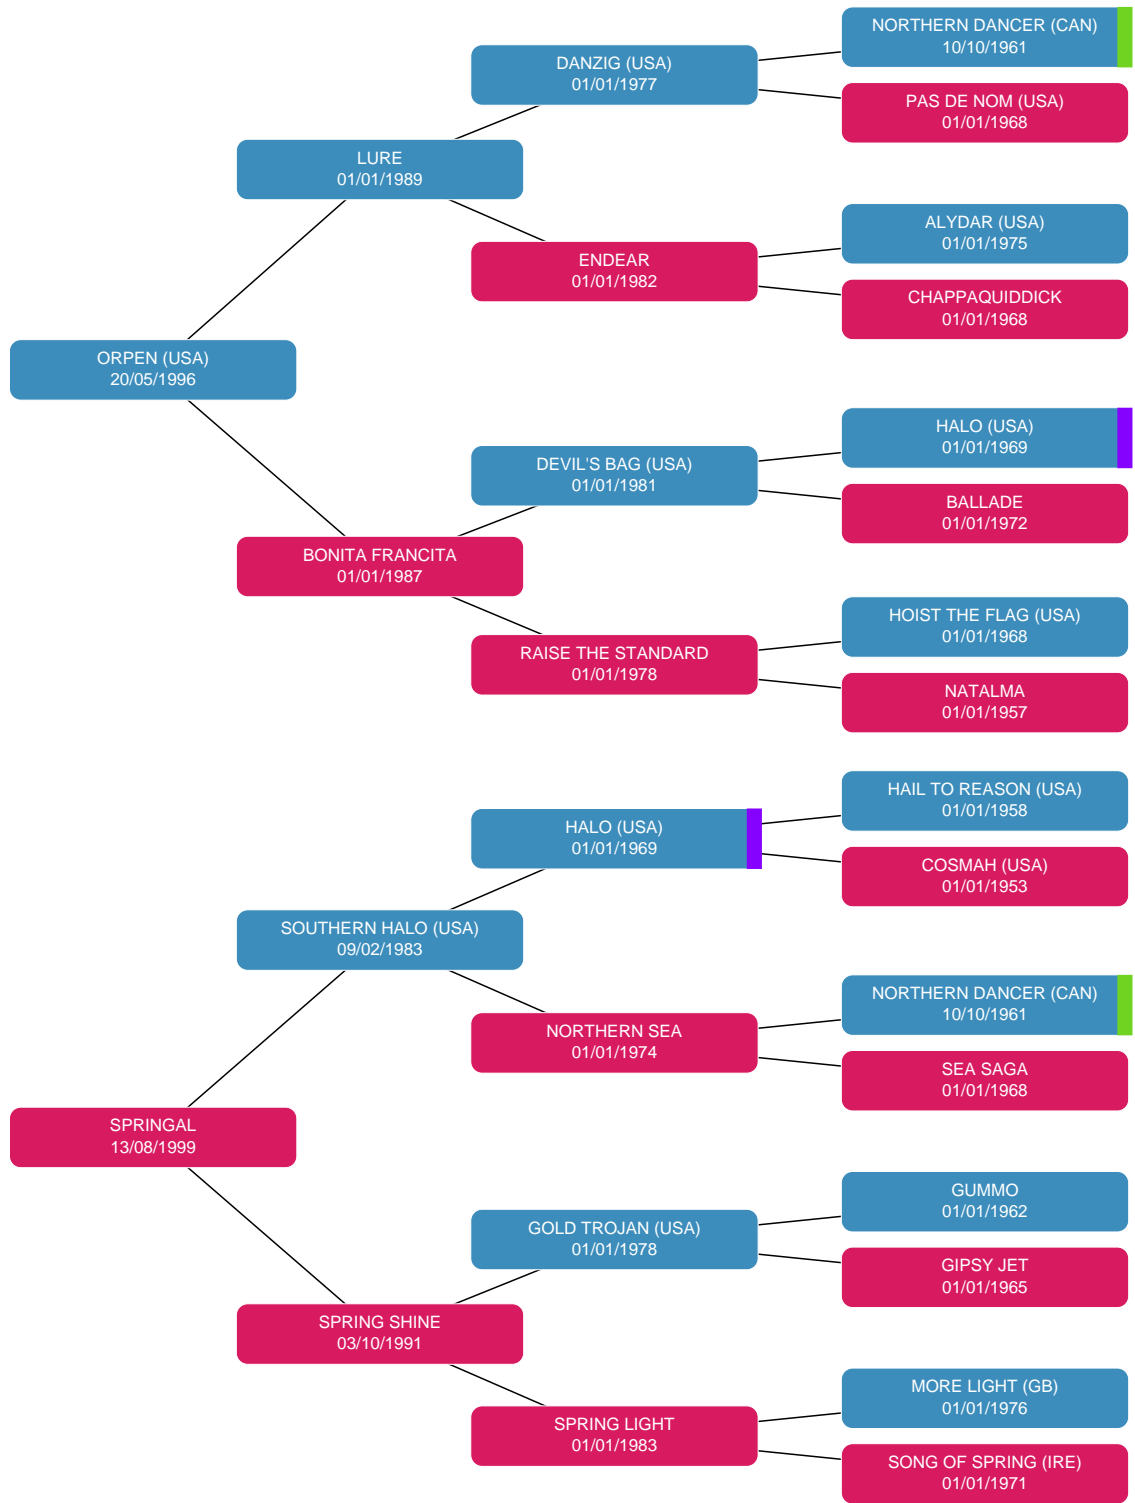 NORTHERN DANCER (CAN)
10/10/1961
DANZIG (USA)
01/01/1977
PAS DE NOM (USA)
01/01/1968
LURE
01/01/1989
ALYDAR (USA)
01/01/1975
ENDEAR
01/01/1982
CHAPPAQUIDDICK
01/01/1968
ORPEN (USA)
20/05/1996
HALO (USA)
01/01/1969
DEVIL'S BAG (USA)
01/01/1981
BALLADE
01/01/1972
BONITA FRANCITA
01/01/1987
HOIST THE FLAG (USA)
01/01/1968
RAISE THE STANDARD
01/01/1978
NATALMA
01/01/1957
HAIL TO REASON (USA)
01/01/1958
HALO (USA)
01/01/1969
COSMAH (USA)
01/01/1953
SOUTHERN HALO (USA)
09/02/1983
NORTHERN DANCER (CAN)
10/10/1961
NORTHERN SEA
01/01/1974
SEA SAGA
01/01/1968
SPRINGAL
13/08/1999
GUMMO
01/01/1962
GOLD TROJAN (USA)
01/01/1978
GIPSY JET
01/01/1965
SPRING SHINE
03/10/1991
MORE LIGHT (GB)
01/01/1976
SPRING LIGHT
01/01/1983
SONG OF SPRING (IRE)
01/01/1971